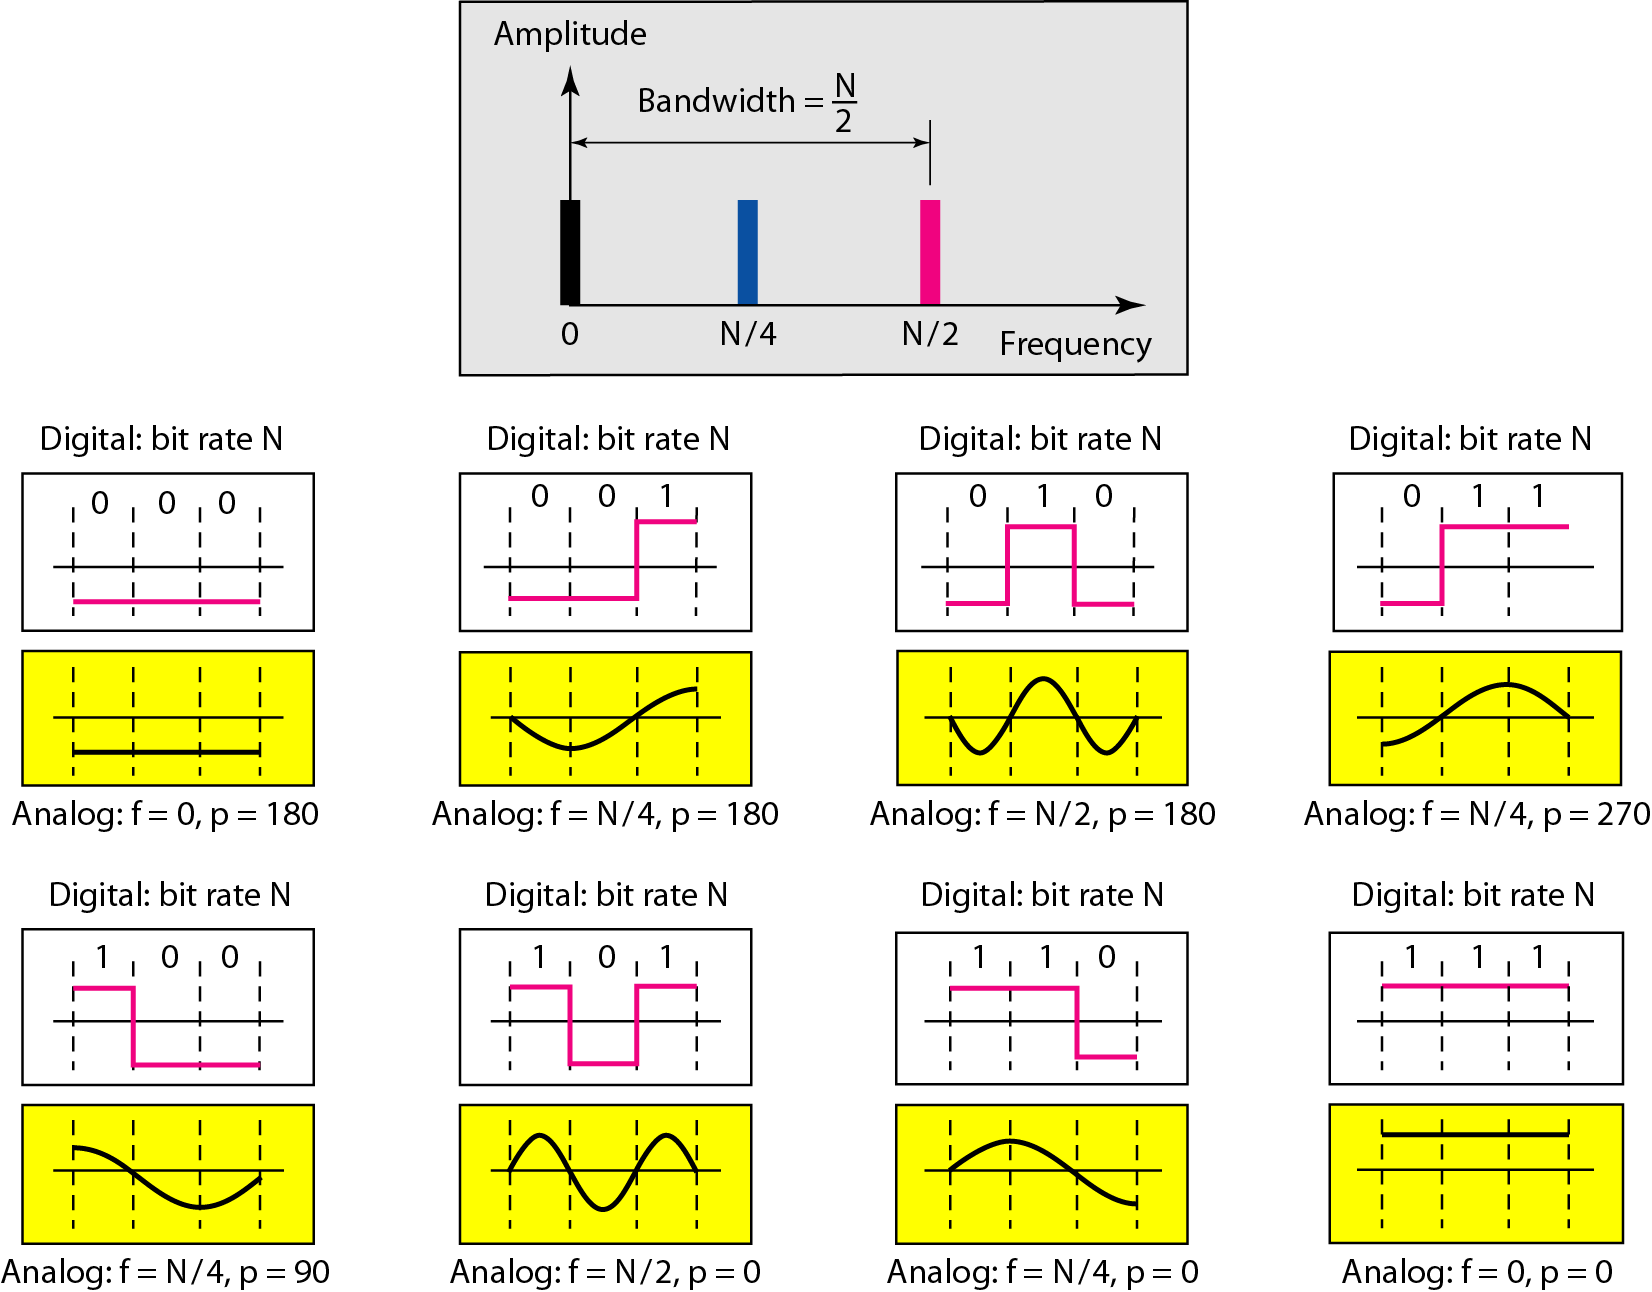 Amplitude
Bandwidth = N/2
0 N/4 N/2 Frequency
Digital: bit rate N Digital: bit rate N Digital: bit rate N Digital: bit rate N
0 0 0 0 0 1 0 1 0 0 1 1
Analog: f = 0, p = 180 Analog: f = N/4, p = 180 Analog: f = N/2, p = 180 Analog: f = N/4, p = 270
Digital: bit rate N Digital: bit rate N Digital: bit rate N Digital: bit rate N
1 0 0 1 0 1 1 1 0 1 1 1
Analog: f = N/4, p = 90 Analog: f = N/2, p = 0 Analog: f = N/4, p = 0 Analog: f = 0, p = 0